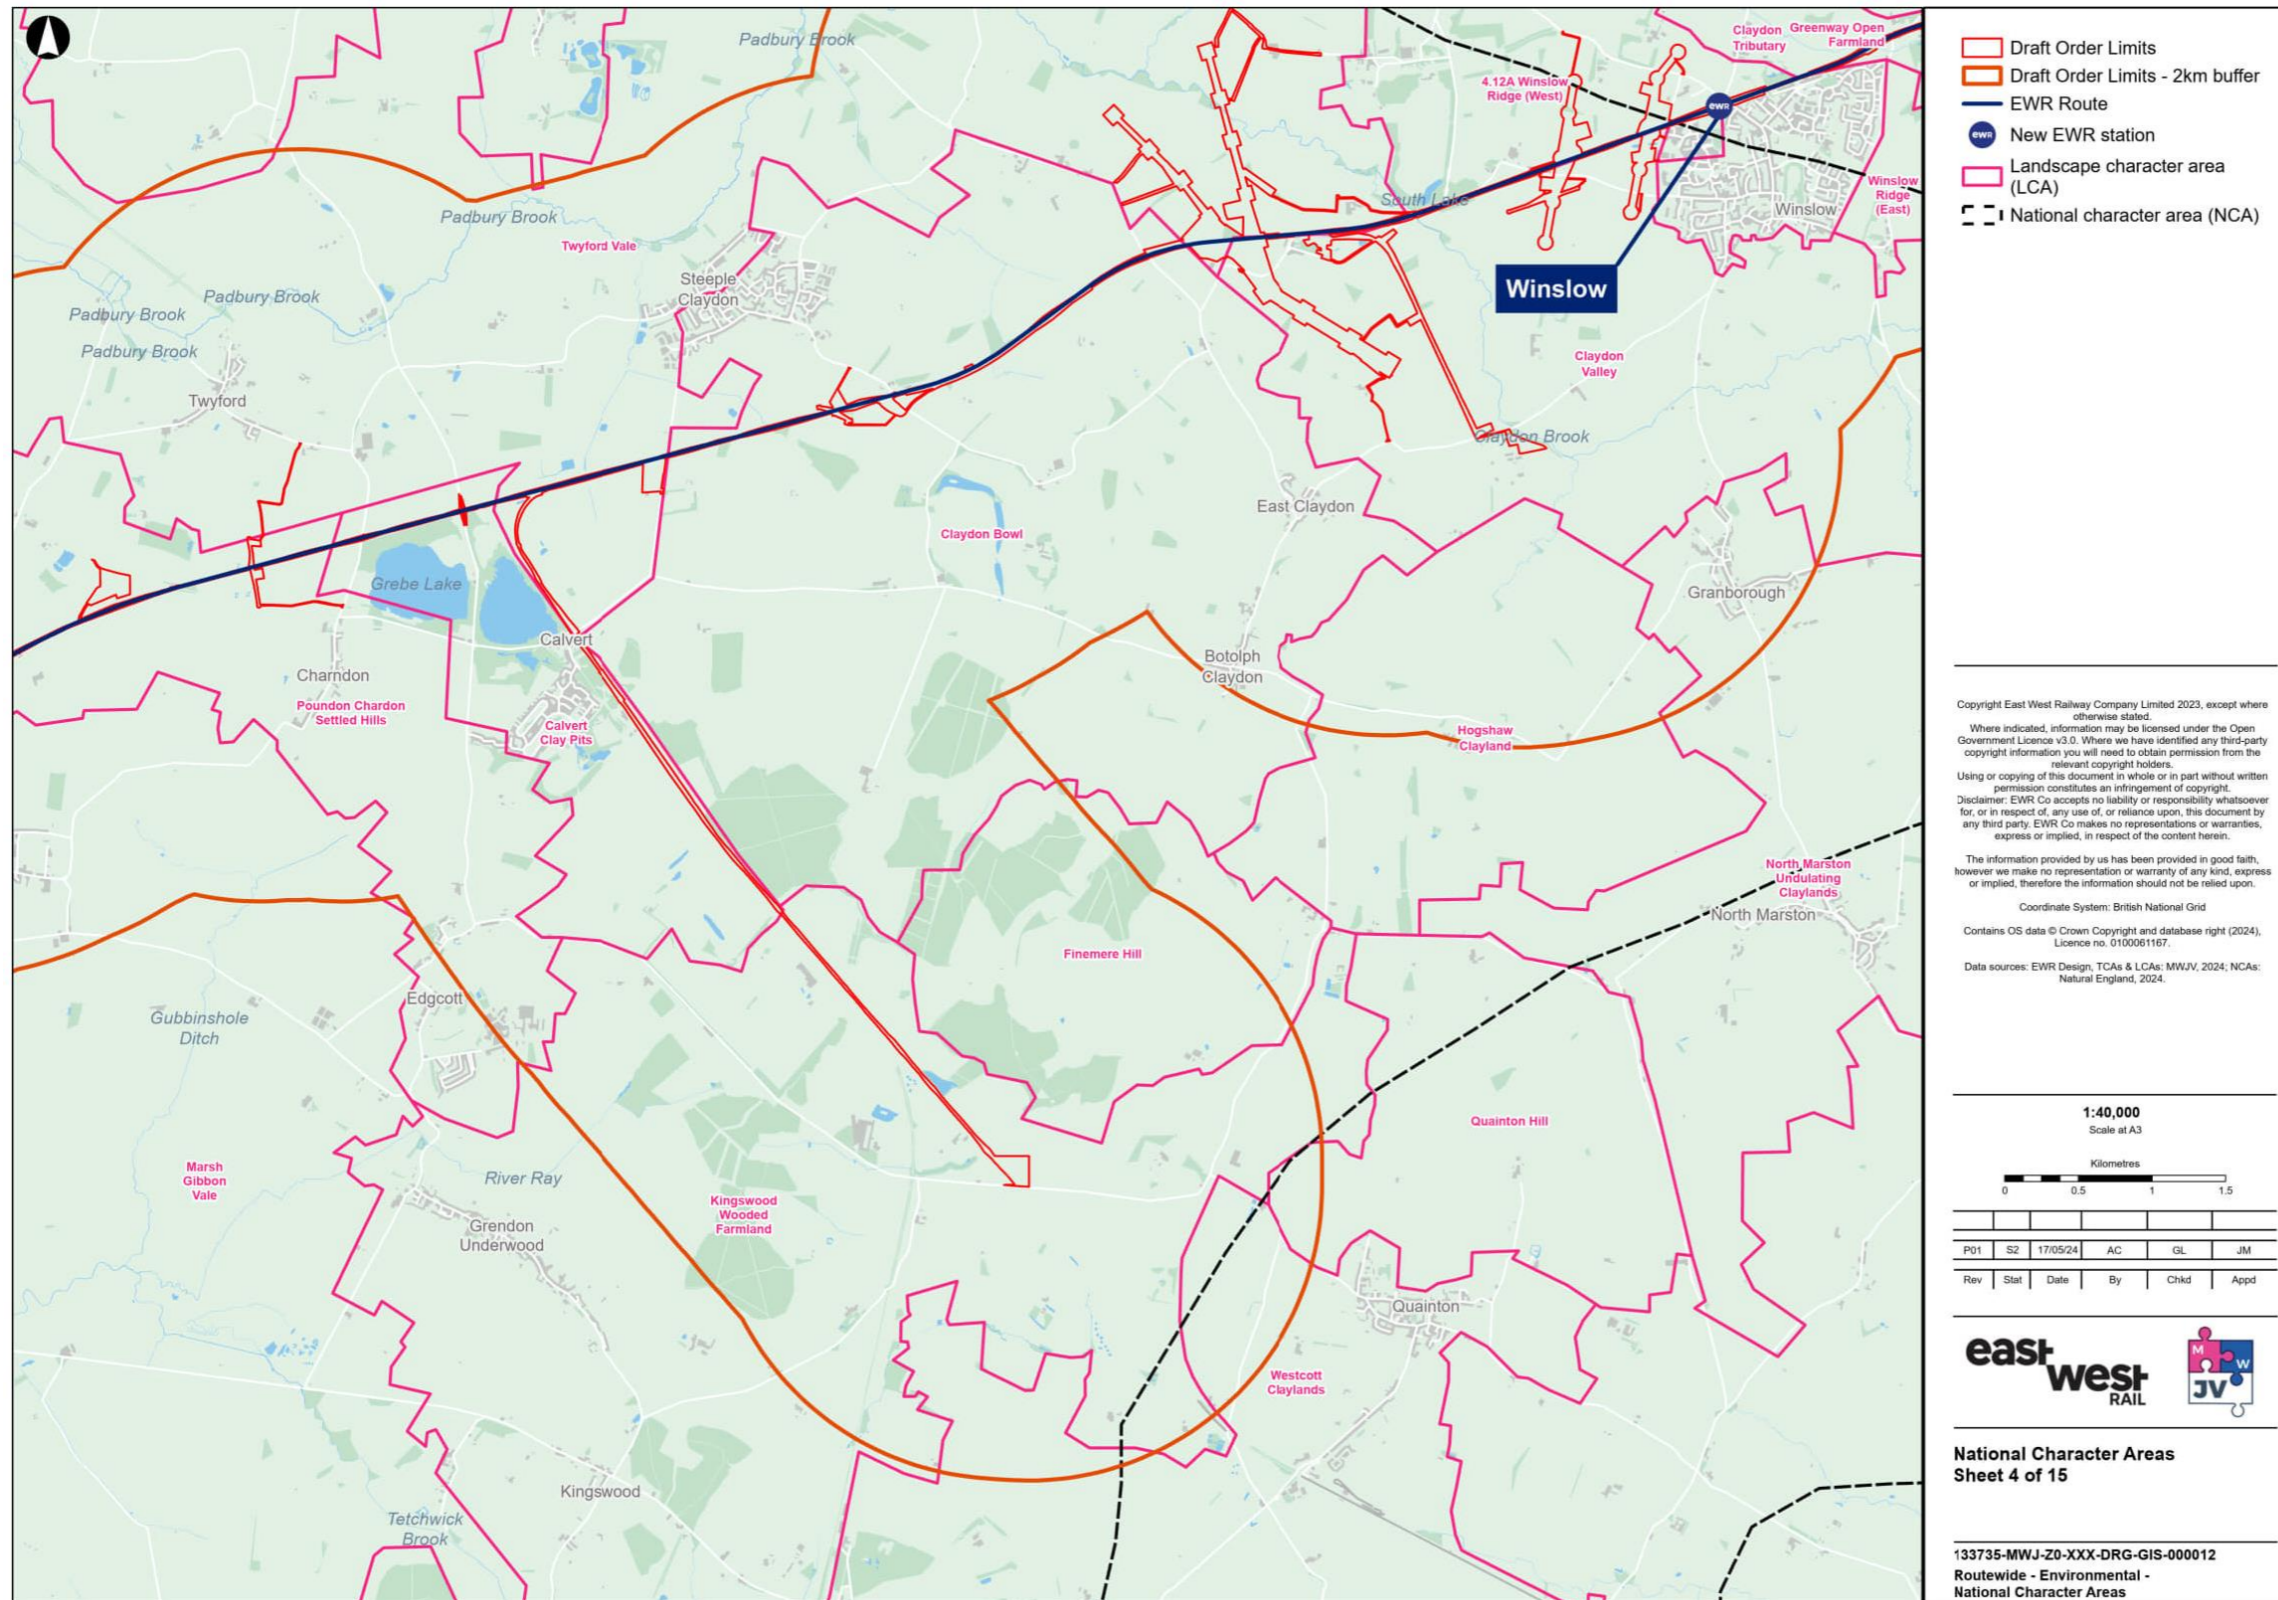 Padbury Brook
Claydon
Tributary
Greenway Open
Farmland
4.12A Winslow
Ridge (West)
ewr
Padbury Brook
South Lake
Winslow
Ridge
(East)
Winslow
Twyford Vale
Steeple
Claydon
Winslow
Padbury Brook
Padbury Brook
Padbury Brook
Claydon
Valley
Twyford
Claydon Brook
East Claydon
Claydon Bowl
Grebe Lake
Granborough
Calvert
Botolph
Claydon
Charndon
Poundon Chardon
Settled Hills
Calvert
Clay Pits
Hogshaw
Clayland
North Marston
Undulating
Claylands
North Marston
Finemere Hill
Edgcott
Gubbinshole
Ditch
Quainton Hill
Marsh
Gibbon
Vale
River Ray
Kingswood
Wooded
Farmland
Grendon
Underwood
Quainton
Westcott
Claylands
Kingswood
Tetchwick
Brook
Draft Order Limits
Draft Order Limits - 2km buffer
EWR Route
ewr
New EWR station
Landscape character area
(LCA)
National character area (NCA)
Copyright East West Railway Company Limited 2023, except where
otherwise stated.
Where indicated, information may be licensed under the Open
Government Licence v3.0. Where we have identified any third-party
copyright information you will need to obtain permission from the
relevant copyright holders.
Using or copying of this document in whole or in part without written
permission constitutes an infringement of copyright.
Disclaimer: EWR Co accepts no liability or responsibility whatsoever
for, or in respect of, any use of, or reliance upon, this document by
any third party. EWR Co makes no representations or warranties,
express or implied, in respect of the content herein.
The information provided by us has been provided in good faith,
however we make no representation or warranty of any kind, express
or implied, therefore the information should not be relied upon.
Coordinate System: British National Grid
Contains OS data © Crown Copyright and database right (2024),
Licence no. 0100061167.
Data sources: EWR Design, TCAs & LCAs: MWJV, 2024; NCAs:
Natural England, 2024.
1:40,000
Scale at A3
Kilometres
0 0.5 1 1.5
P01 S2 17/05/24 AC GL JM
Rev Stat Date By Chkd Appd
east
west
RAIL
M
W
JV
National Character Areas
Sheet 4 of 15
133735-MWJ-Z0-XXX-DRG-GIS-000012
Routewide - Environmental -
National Character Areas